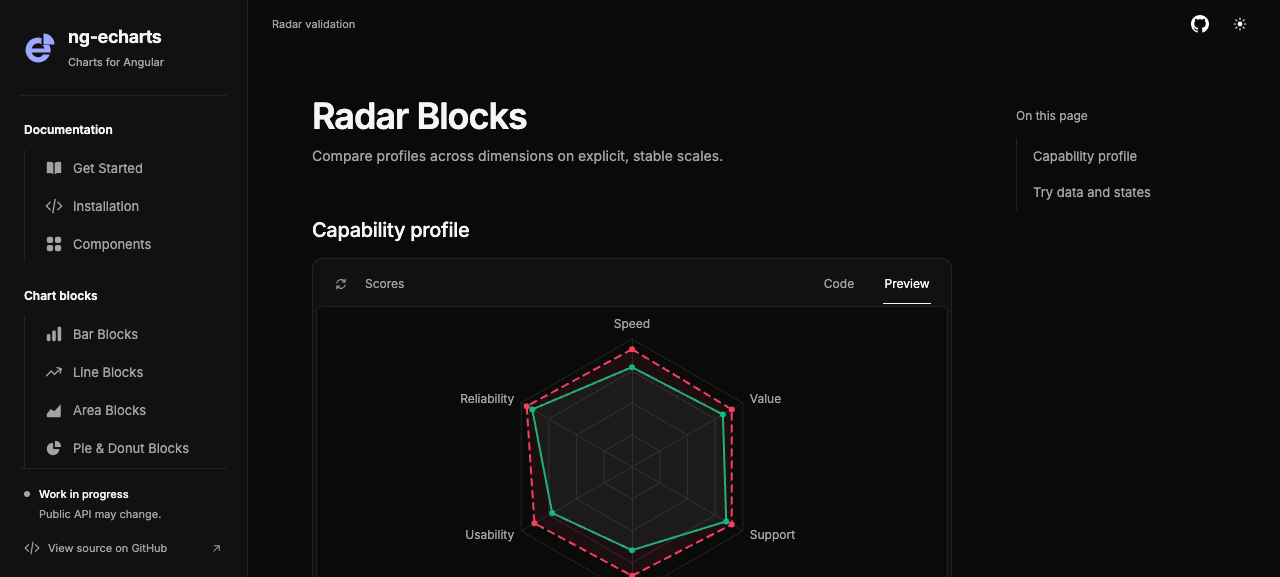 ng-echarts
Charts for Angular
Documentation
Get Started
Installation
Components
Chart blocks
Bar Blocks
Line Blocks
Area Blocks
Pie & Donut Blocks
Work in progress
Public API may change.
View source on GitHub
Radar validation
Radar Blocks
Compare profiles across dimensions on explicit, stable scales.
Capability profile
Scores
Code
Preview
Speed
Reliability
Value
Usability
Support
On this page
Capability profile
Try data and states